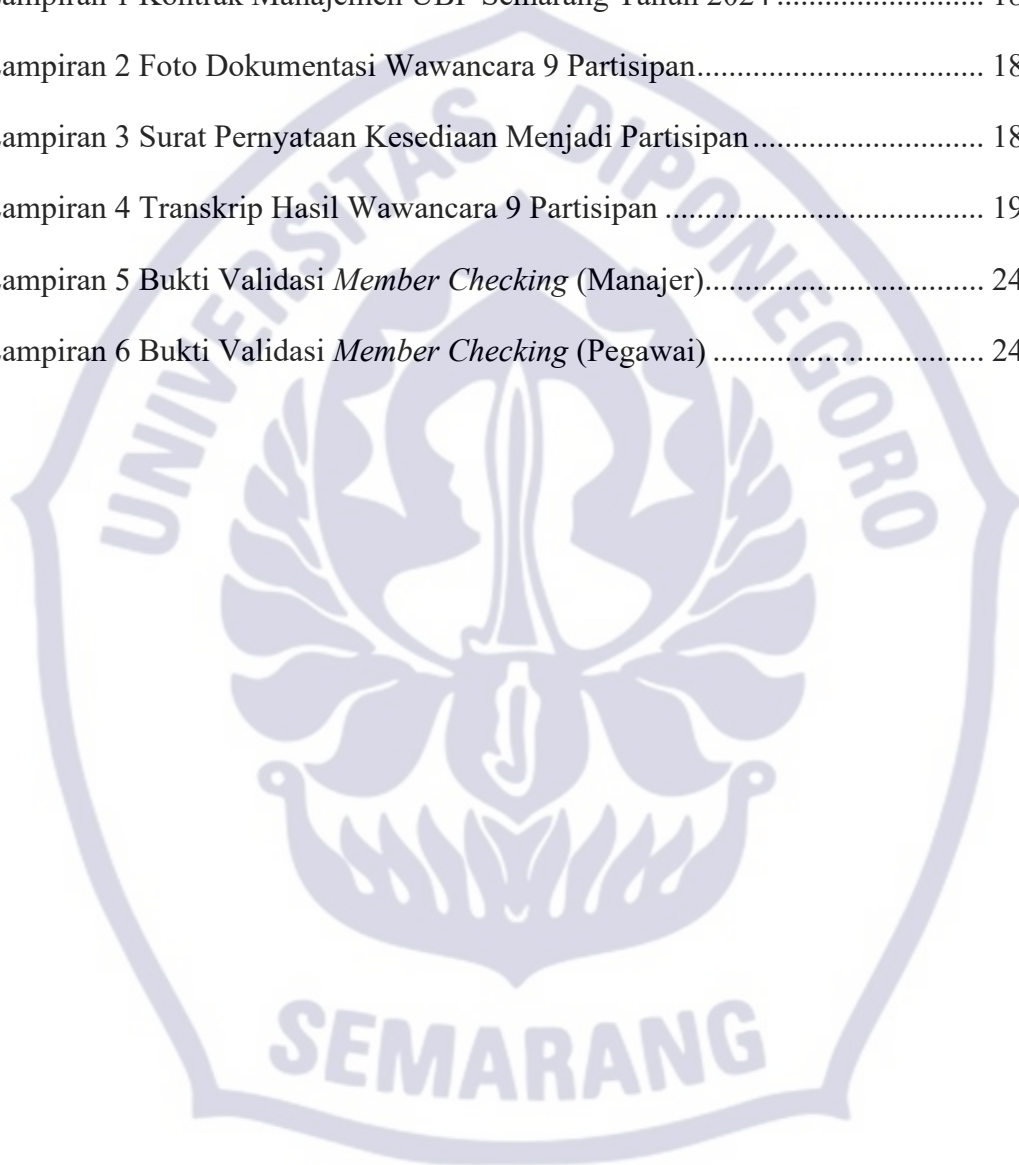 ampiran 1 Kontrak Manajemen UBP Semarang Tahun 2024.......................... 18
ampiran 2 Foto Dokumentasi Wawancara 9 Partisipan.................................... 18
ampiran 3 Surat Pernyataan Kesediaan Menjadi Partisipan............................. 18
ampiran 4 Transkrip Hasil Wawancara 9 Partisipan ........................................ 19
ampiran 5 Bukti Validasi Member Checking (Manajer)................................... 24
ampiran 6 Bukti Validasi Member Checking (Pegawai) .................................. 24
UNIVERSITAS DIPONEGORO
SEMARANG